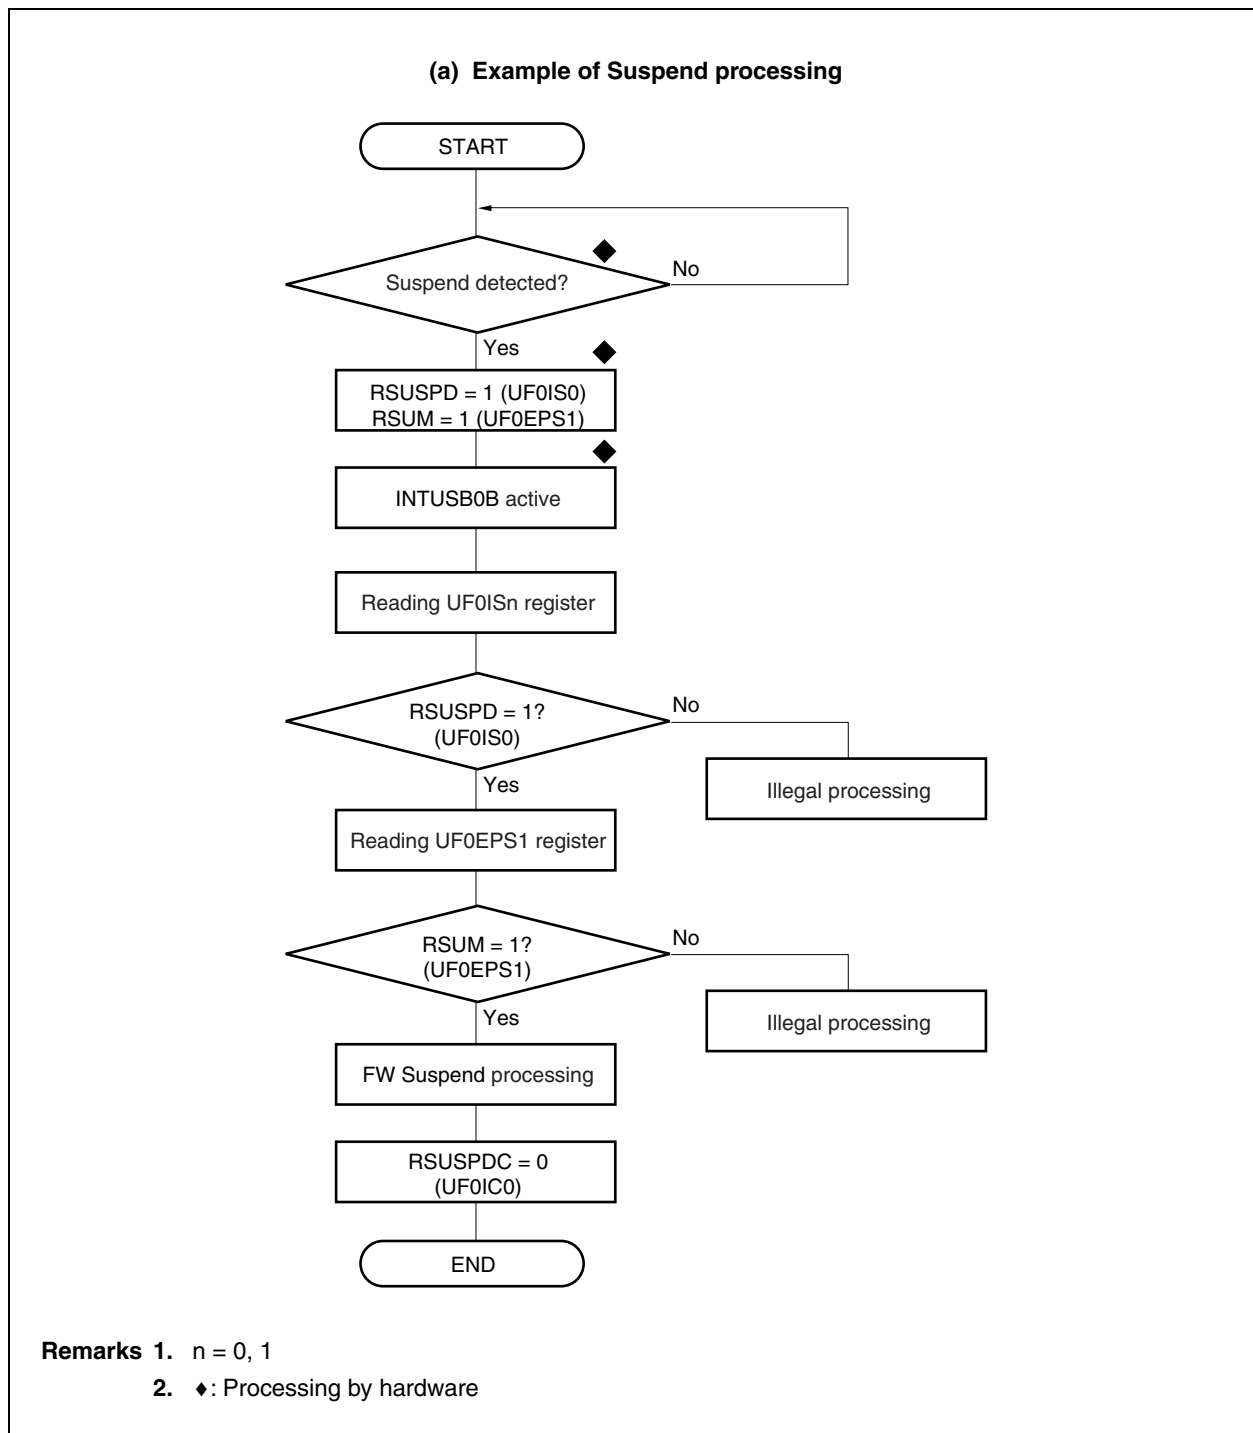 (a) Example of Suspend processing
START
Suspend detected?
No
Yes
RSUSPD = 1 (UF0IS0)
RSUM = 1 (UF0EPS1)
INTUSB0B active
Reading UF0ISn register
RSUSPD = 1?
(UF0IS0)
No
Illegal processing
Yes
Reading UF0EPS1 register
RSUM = 1?
(UF0EPS1)
No
Illegal processing
Yes
FW Suspend processing
RSUSPDC = 0
(UF0IC0)
END
Remarks 1. n = 0, 1
2. ♦: Processing by hardware